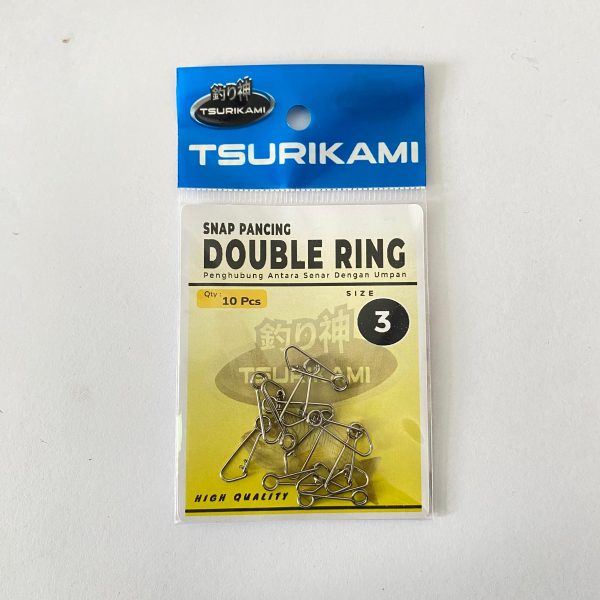 釣り神
TSURIKAMI
TSURIKAMI
SNAP PANCING
DOUBLE RING
Penghubung Antara Senar Dengan Umpan
Qty :
10 Pcs
SIZE
3
釣り神
TSURIKAMI
HIGH QUALITY